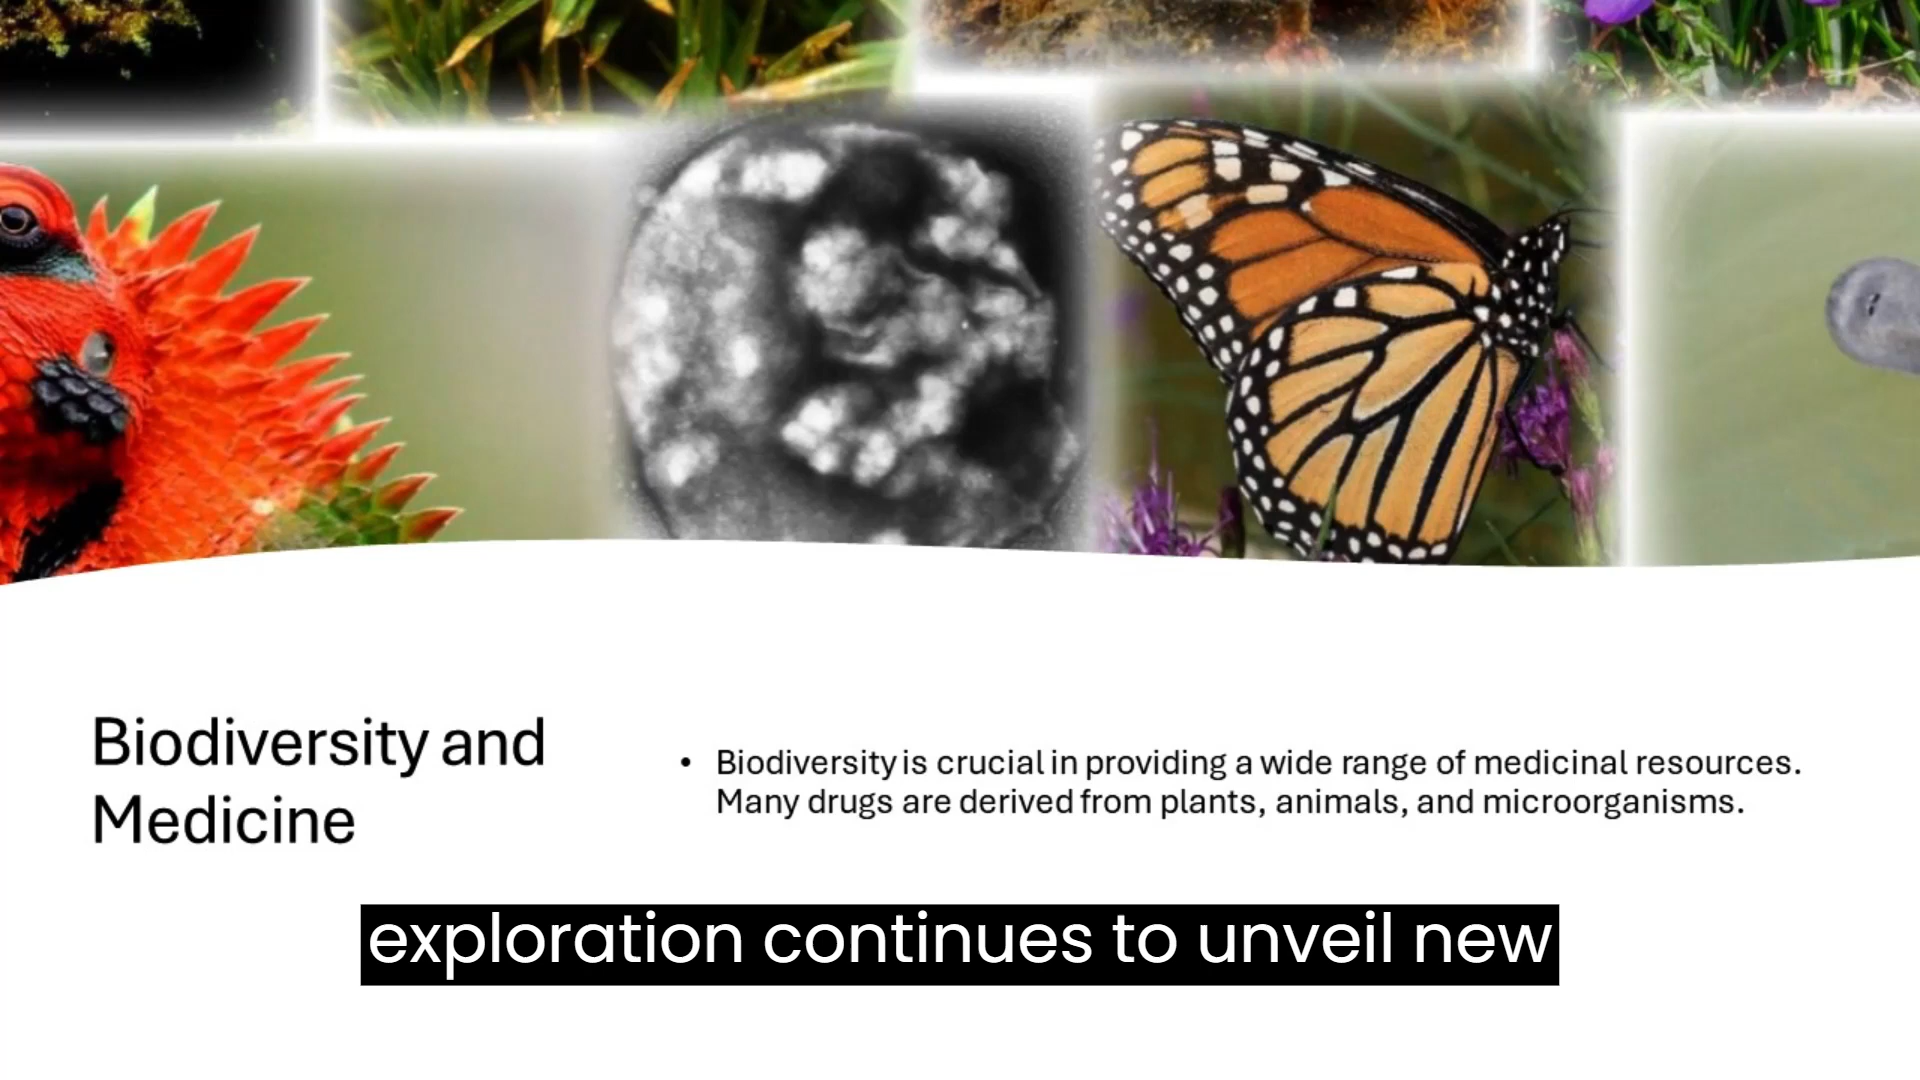 Biodiversity and
Medicine
• Biodiversity is crucial in providing a wide range of medicinal resources.
Many drugs are derived from plants, animals, and microorganisms.
exploration continues to unveil new